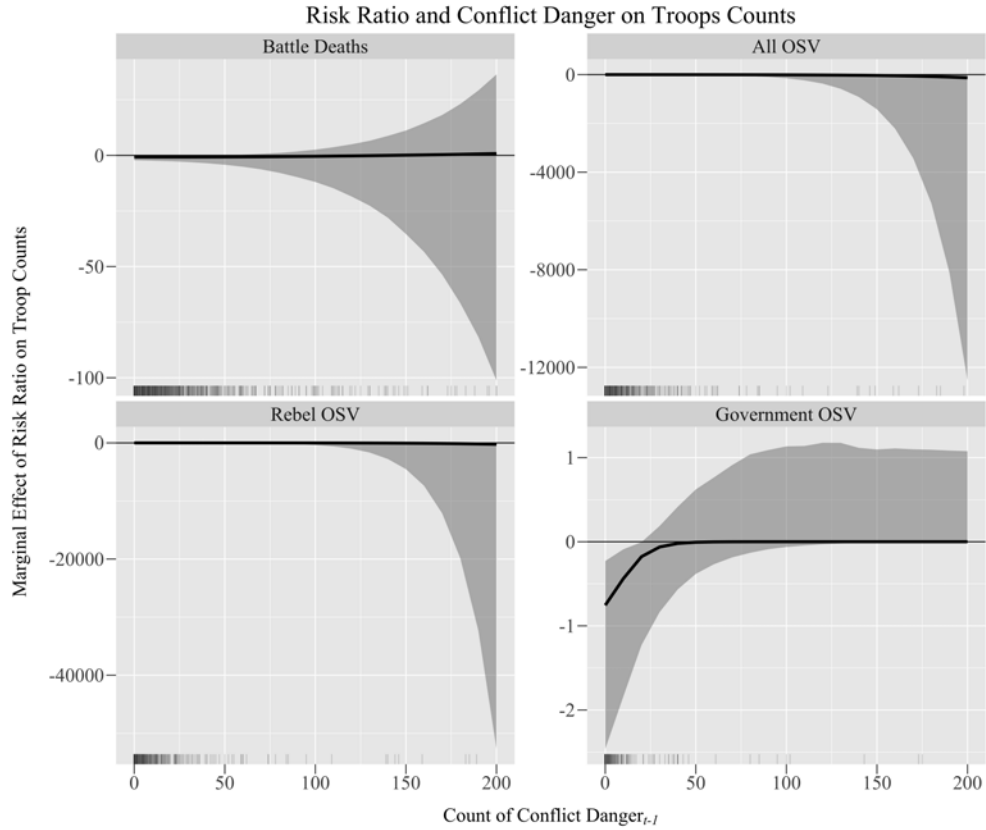 Risk Ratio and Conflict Danger on Troops Counts
Battle Deaths
All OSV
0
-50
-100
0
-4000
-8000
-12000
Marginal Effect of Risk Ratio on Troop Counts
Rebel OSV
Government OSV
0
-20000
-40000
1
0
-1
-2
0 50 100 150 200
0 50 100 150 200
Count of Conflict Danger t-1